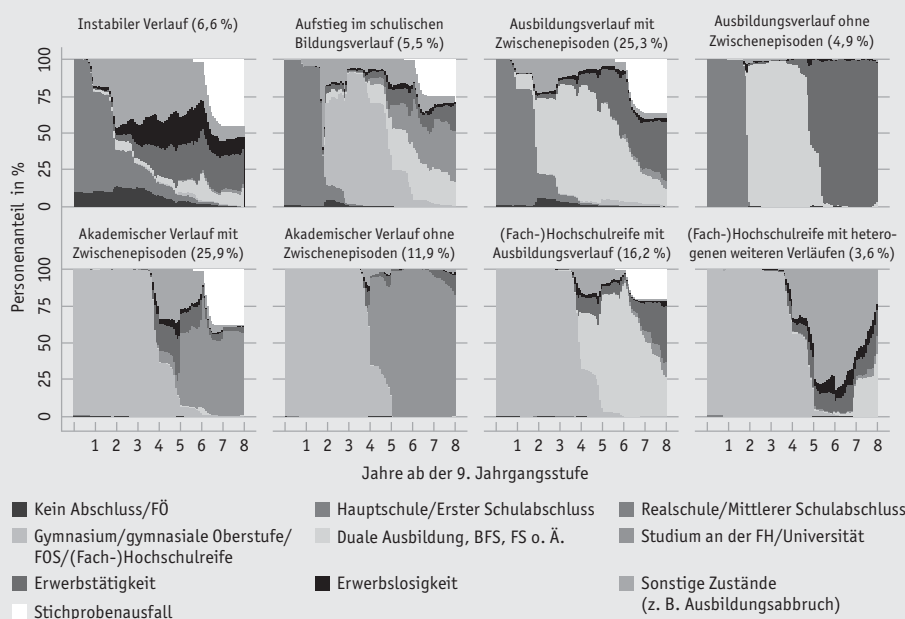 Instabiler Verlauf (6,6 %)
Aufstieg im schulischen
Bildungsverlauf (5,5 %)
Ausbildungsverlauf mit
Zwischenepisoden (25,3 %)
Ausbildungsverlauf ohne
Zwischenepisoden (4,9 %)
Personenanteil in %
100
75
50
25
0
Akademischer Verlauf mit
Zwischenepisoden (25,9 %)
Akademischer Verlauf ohne
Zwischenepisoden (11,9 %)
(Fach-)Hochschulreife mit
Ausbildungsverlauf (16,2 %)
(Fach-)Hochschulreife mit hetero-
genen weiteren Verläufen (3,6 %)
100
75
50
25
0
1 2 3 4 5 6 7 8
1 2 3 4 5 6 7 8
1 2 3 4 5 6 7 8
1 2 3 4 5 6 7 8
Jahre ab der 9. Jahrgangsstufe
Kein Abschluss/FÖ
Hauptschule/Erster Schulabschluss
Realschule/Mittlerer Schulabschluss
Gymnasium/gymnasiale Oberstufe/
FOS/(Fach-)Hochschulreife
Duale Ausbildung, BFS, FS o. Ä.
Studium an der FH/Universität
Erwerbstätigkeit
Erwerbslosigkeit
Sonstige Zustände
(z. B. Ausbildungsabbruch)
Stichprobenausfall